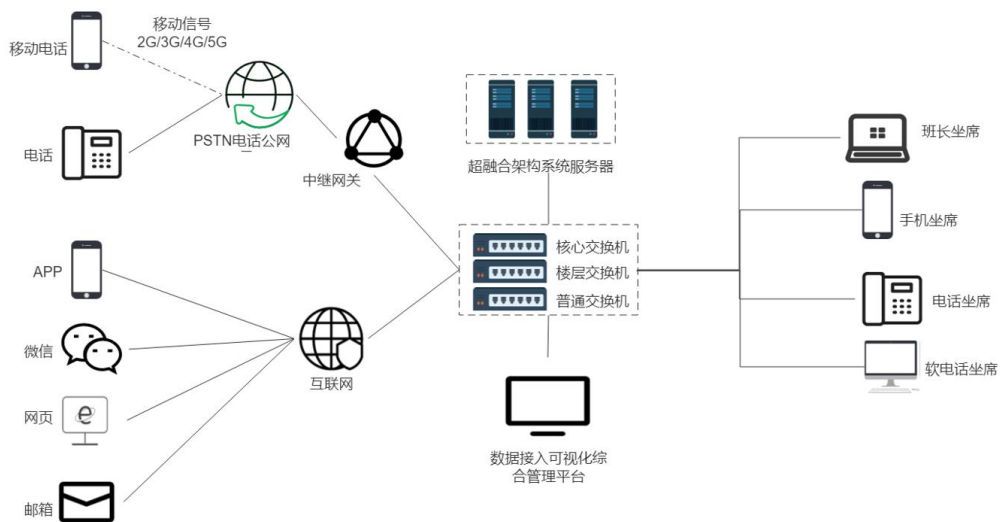 移动信号
2G/3G/4G/5G
移动电话
PSTN电话公网
电话
中继网关
超融合架构系统服务器
班长坐席
手机坐席
核心交换机
楼层交换机
普通交换机
APP
电话坐席
微信
互联网
软电话坐席
网页
数据接入可视化综
合管理平台
邮箱